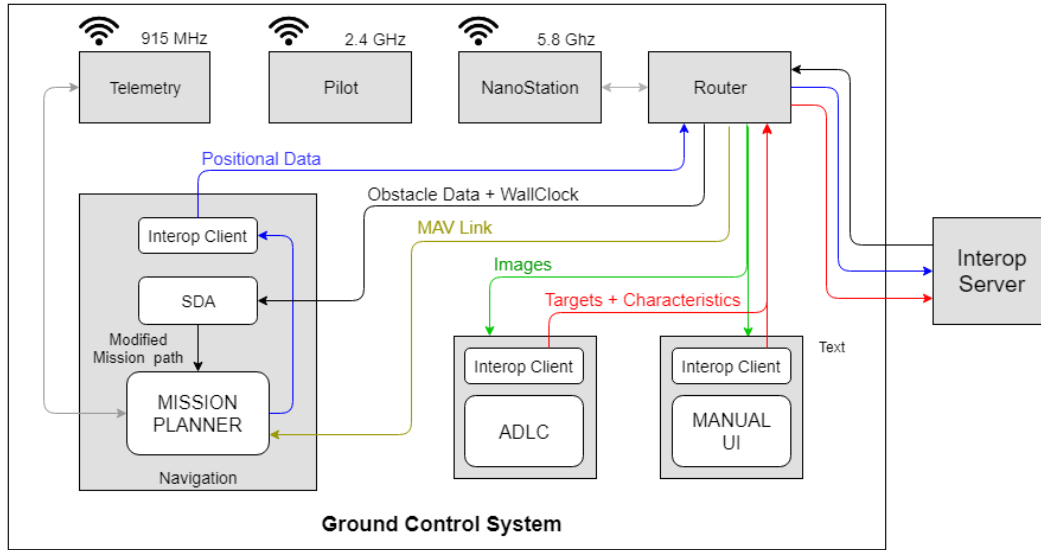 915 MHz
2.4 GHz
5.8 Ghz
Telemetry
Pilot
NanoStation
Router
Positional Data
Obstacle Data + WallClock
MAV Link
Interop Client
Images
SDA
Targets + Characteristics
Interop
Server
Modified
Mission path
Text
Interop Client
Interop Client
MISSION
PLANNER
ADLC
MANUAL
UI
Navigation
Ground Control System